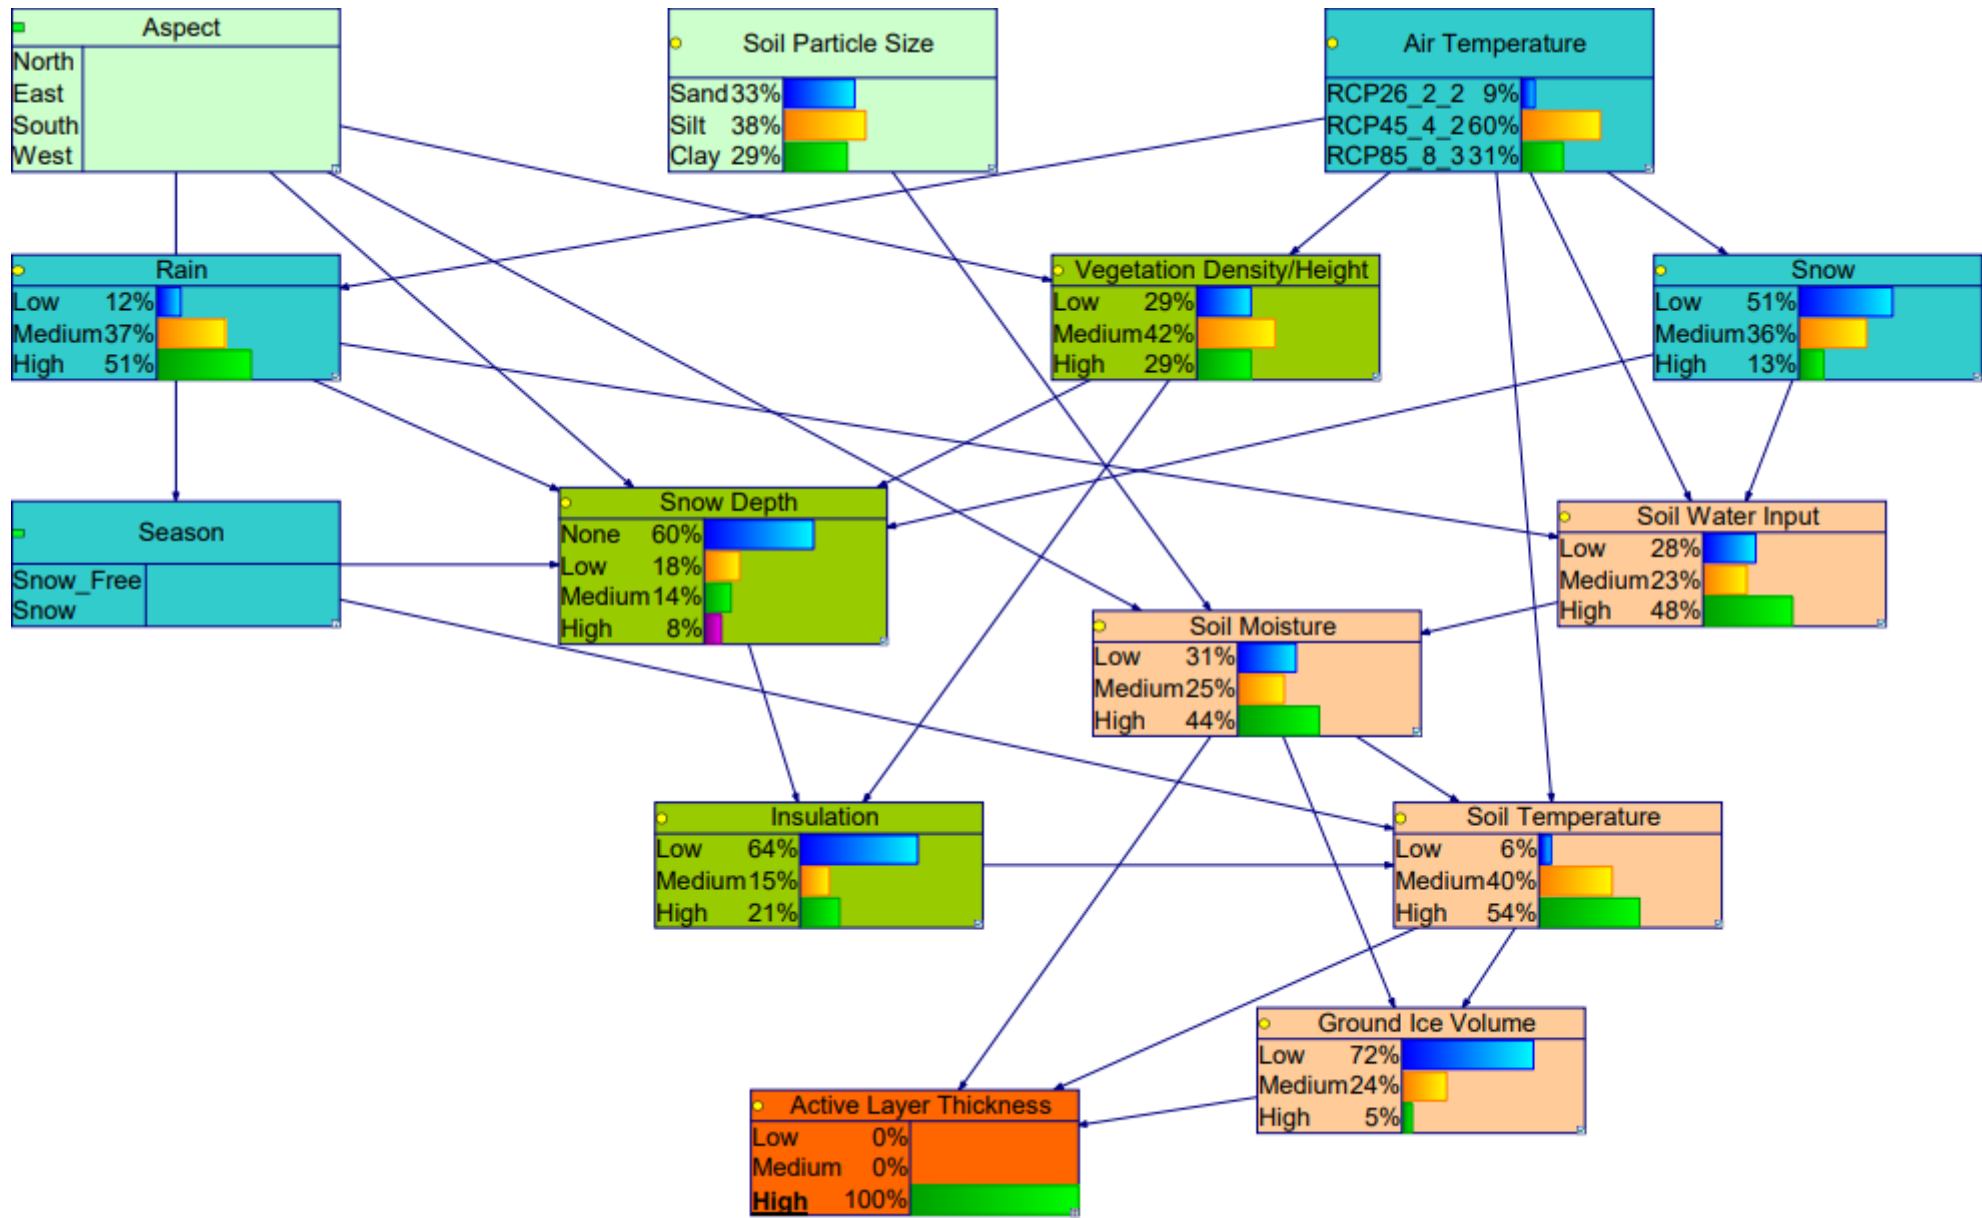 Aspect
North
East
South
West
Soil Particle Size
Sand 33%
Silt 38%
Clay 29%
Air Temperature
RCP26_2_2 9%
RCP45_4_2 60%
RCP85_8_3 31%
Rain
Low 12%
Medium 37%
High 51%
Vegetation Density/Height
Low 29%
Medium 42%
High 29%
Snow
Low 51%
Medium 36%
High 13%
Season
Snow_Free
Snow
Snow Depth
None 60%
Low 18%
Medium 14%
High 8%
Soil Water Input
Low 28%
Medium 23%
High 48%
Soil Moisture
Low 31%
Medium 25%
High 44%
Insulation
Low 64%
Medium 15%
High 21%
Soil Temperature
Low 6%
Medium 40%
High 54%
Ground Ice Volume
Low 72%
Medium 24%
High 5%
Active Layer Thickness
Low 0%
Medium 0%
High 100%